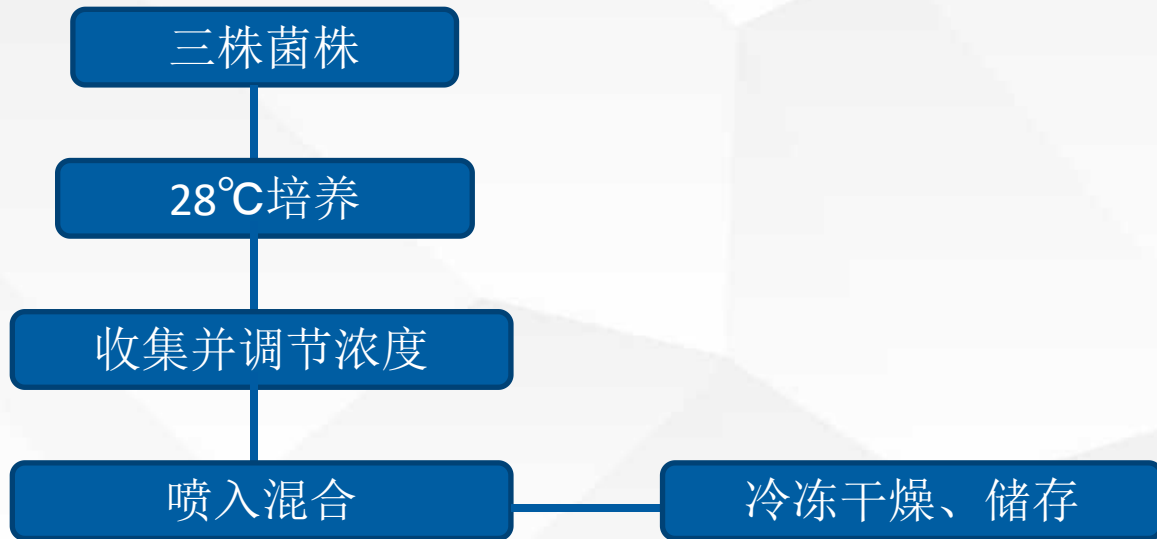 三株菌株
28℃培养
收集并调节浓度
喷入混合
冷冻干燥、储存